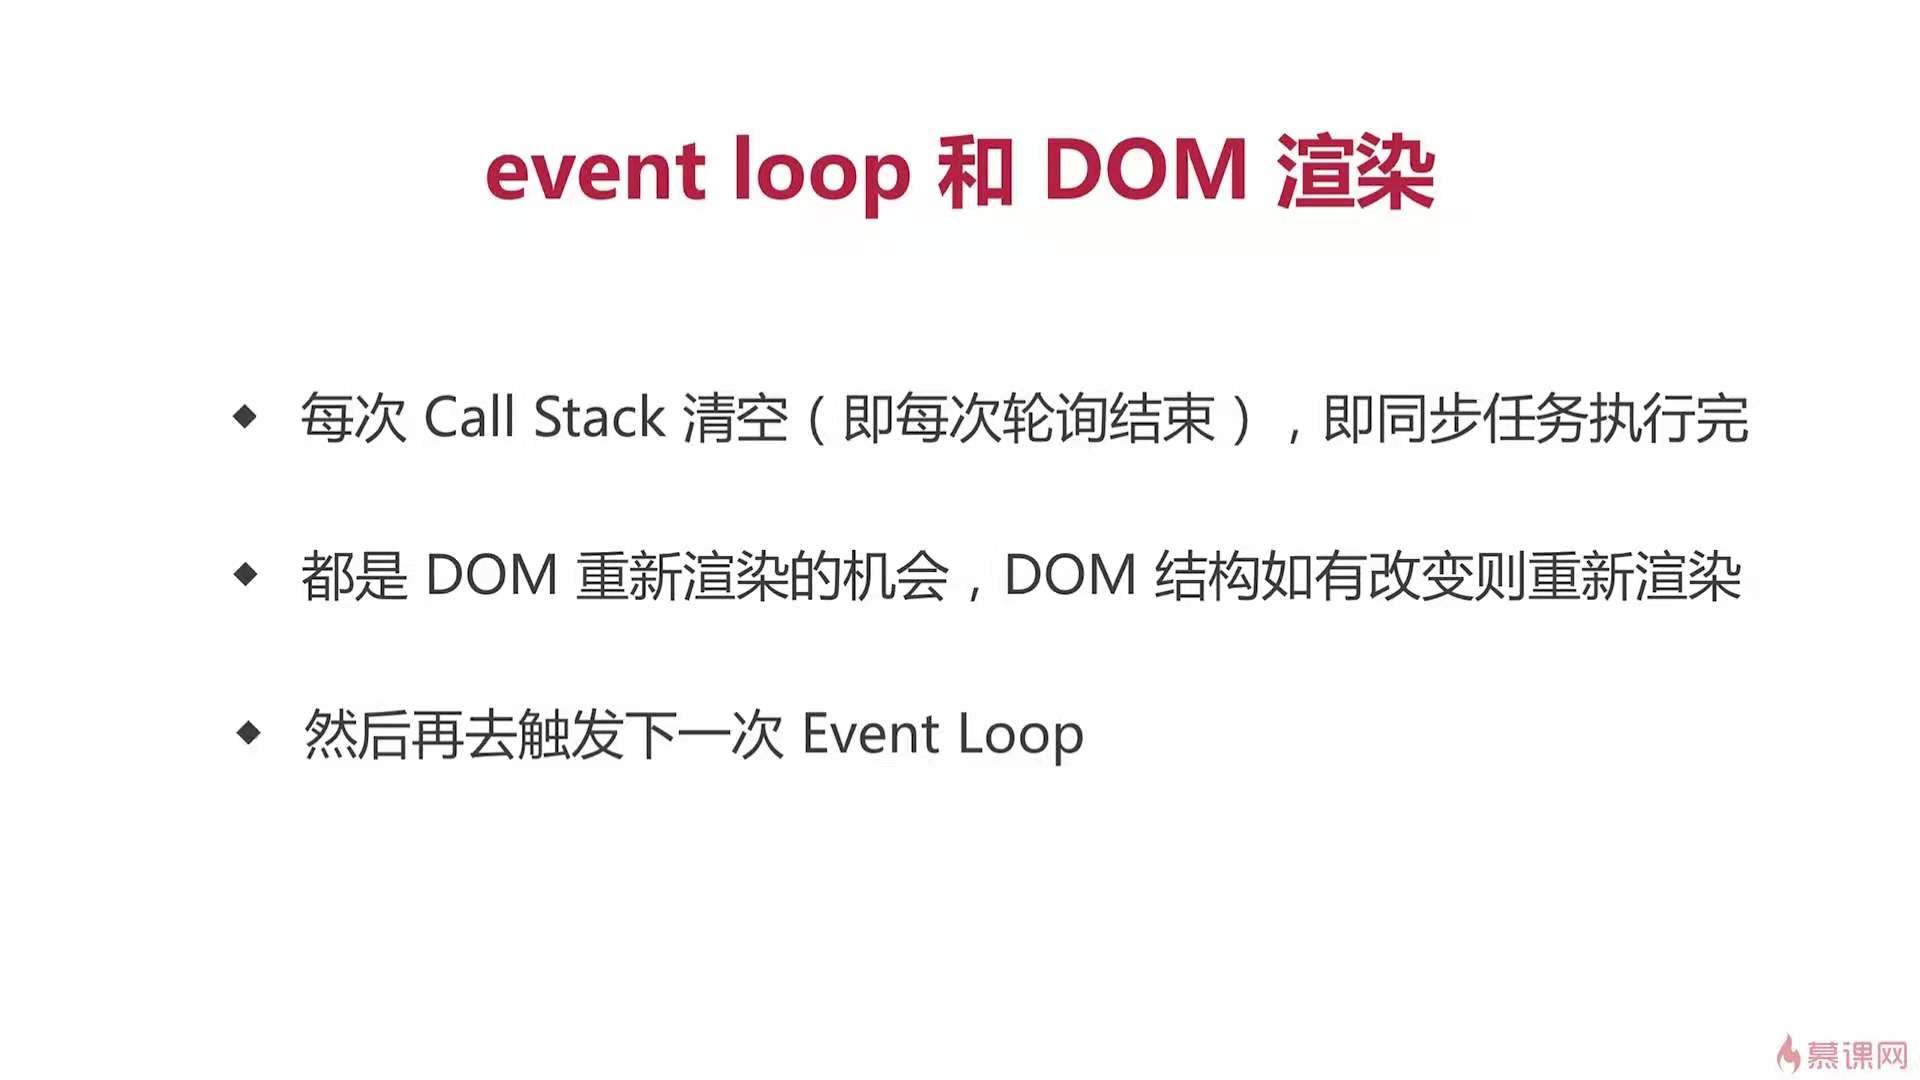 event loop 和 DOM 渲染
◆ 每次 Call Stack 清空（即每次轮询结束），即同步任务执行完
◆ 都是 DOM 重新渲染的机会，DOM 结构如有改变则重新渲染
◆ 然后再去触发下一次 Event Loop
慕课网